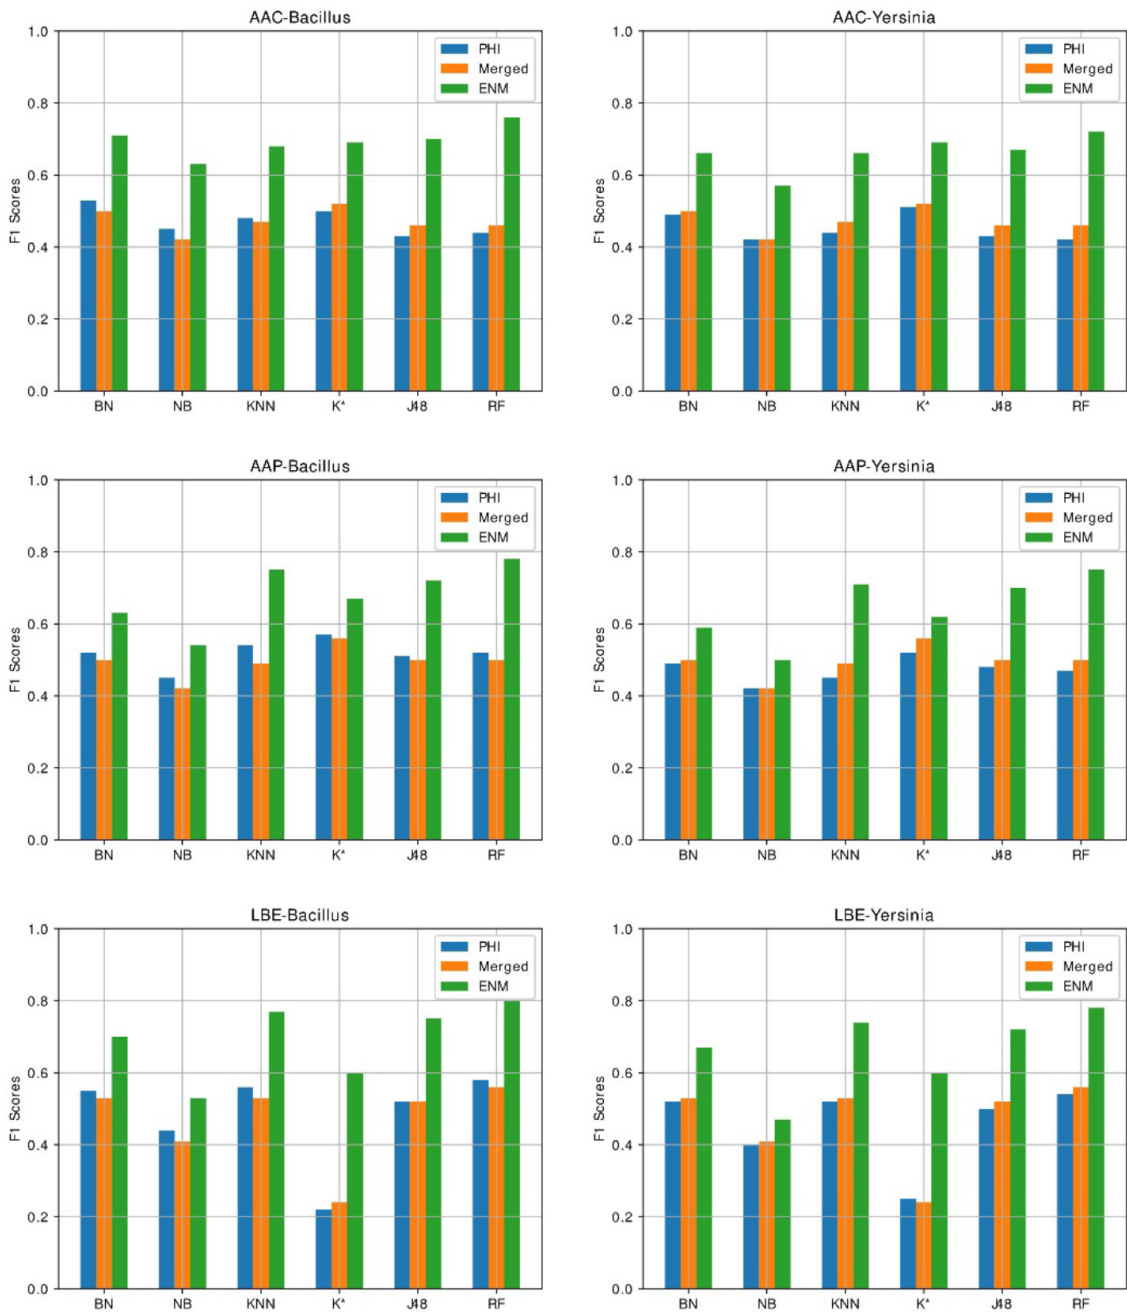 AAC-Bacillus
1.0
0.8
0.6
0.4
0.2
0.0
F1 Scores
PHI
Merged
ENM
BN NB KNN K* J48 RF
AAC-Yersinia
1.0
0.8
0.6
0.4
0.2
0.0
F1 Scores
PHI
Merged
ENM
BN NB KNN K* J48 RF
AAP-Bacillus
1.0
0.8
0.6
0.4
0.2
0.0
F1 Scores
PHI
Merged
ENM
BN NB KNN K* J48 RF
AAP-Yersinia
1.0
0.8
0.6
0.4
0.2
0.0
F1 Scores
PHI
Merged
ENM
BN NB KNN K* J48 RF
LBE-Bacillus
1.0
0.8
0.6
0.4
0.2
0.0
F1 Scores
PHI
Merged
ENM
BN NB KNN K* J48 RF
LBE-Yersinia
1.0
0.8
0.6
0.4
0.2
0.0
F1 Scores
PHI
Merged
ENM
BN NB KNN K* J48 RF